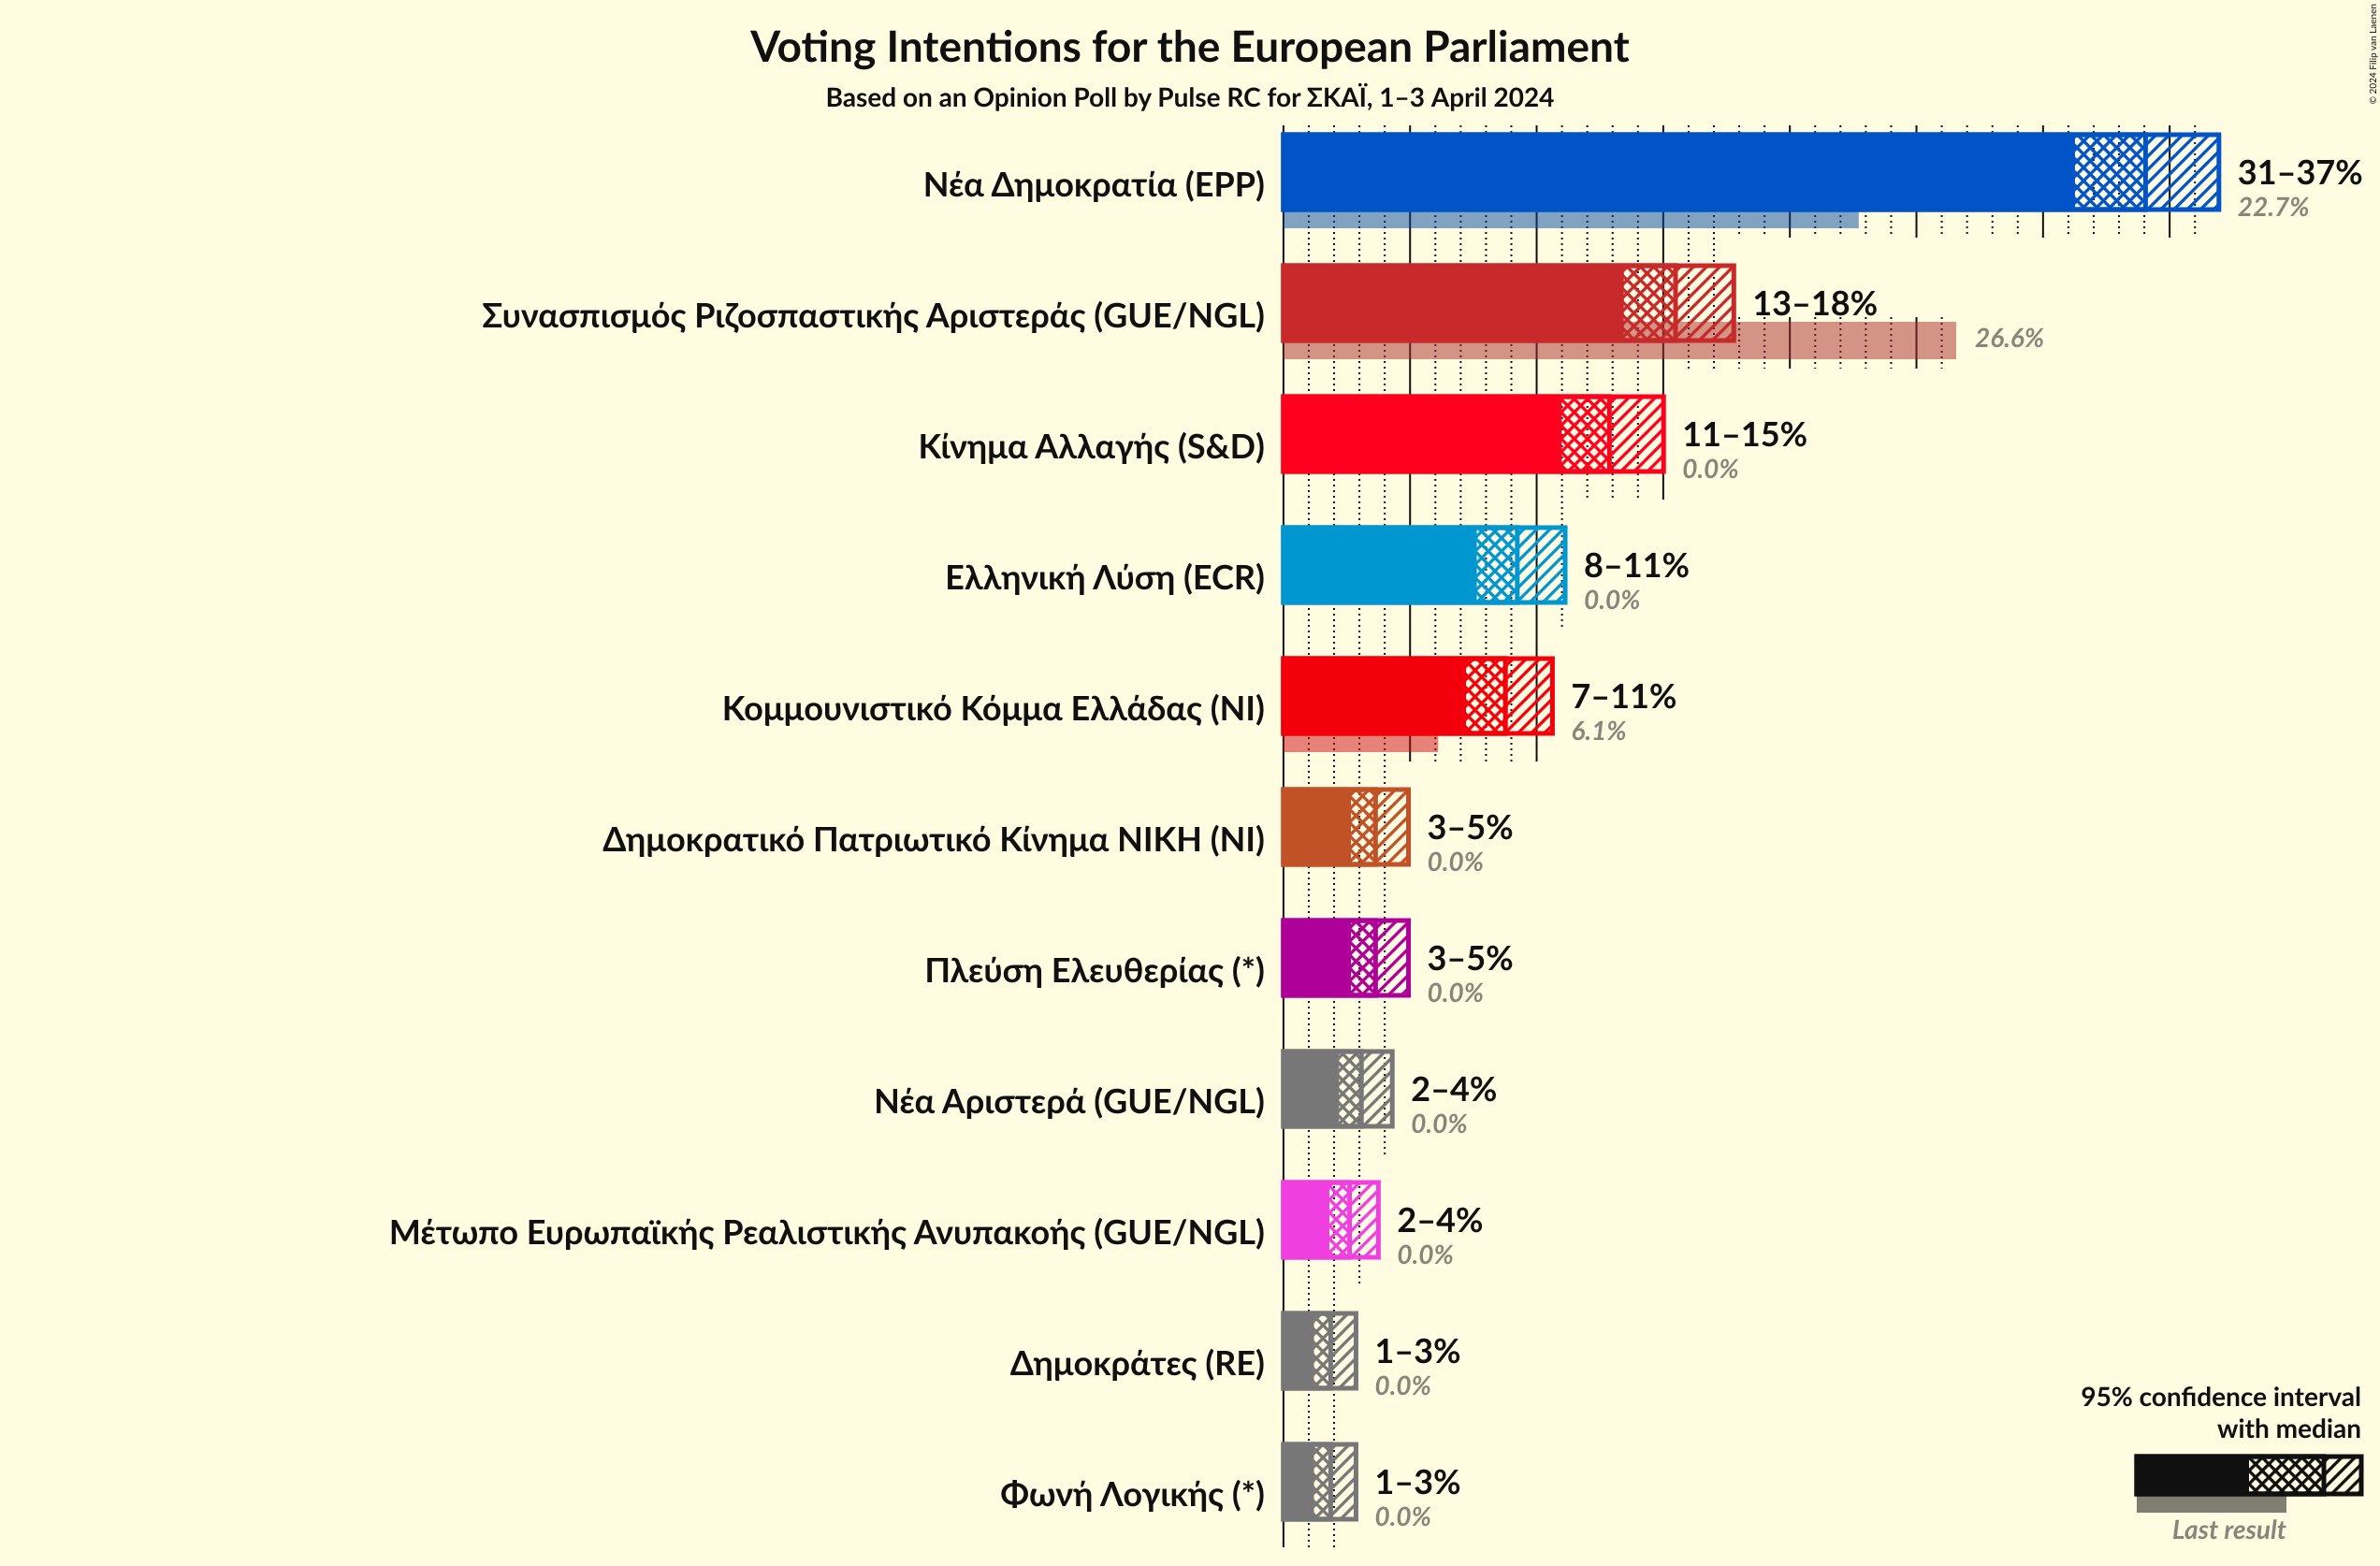 Voting Intentions for the European Parliament
Based on an Opinion Poll by Pulse RC for ΣΚΑΪ, 1–3 April 2024
© 2024 Filip van Laenen
Νέα Δημοκρατία (EPP)
31–37%
22.7%
Συνασπισμός Ριζοσπαστικής Αριστεράς (GUE/NGL)
13–18%
26.6%
Κίνημα Αλλαγής (S&D)
11–15%
0.0%
Ελληνική Λύση (ECR)
8–11%
0.0%
Κομμουνιστικό Κόμμα Ελλάδας (NI)
7–11%
6.1%
Δημοκρατικό Πατριωτικό Κίνημα ΝΙΚΗ (NI)
3–5%
0.0%
Πλεύση Ελευθερίας (*)
3–5%
0.0%
Νέα Αριστερά (GUE/NGL)
2–4%
0.0%
Μέτωπο Ευρωπαϊκής Ρεαλιστικής Ανυπακοής (GUE/NGL)
2–4%
0.0%
Δημοκράτες (RE)
1–3%
0.0%
Φωνή Λογικής (*)
1–3%
0.0%
95% confidence interval
with median
Last result